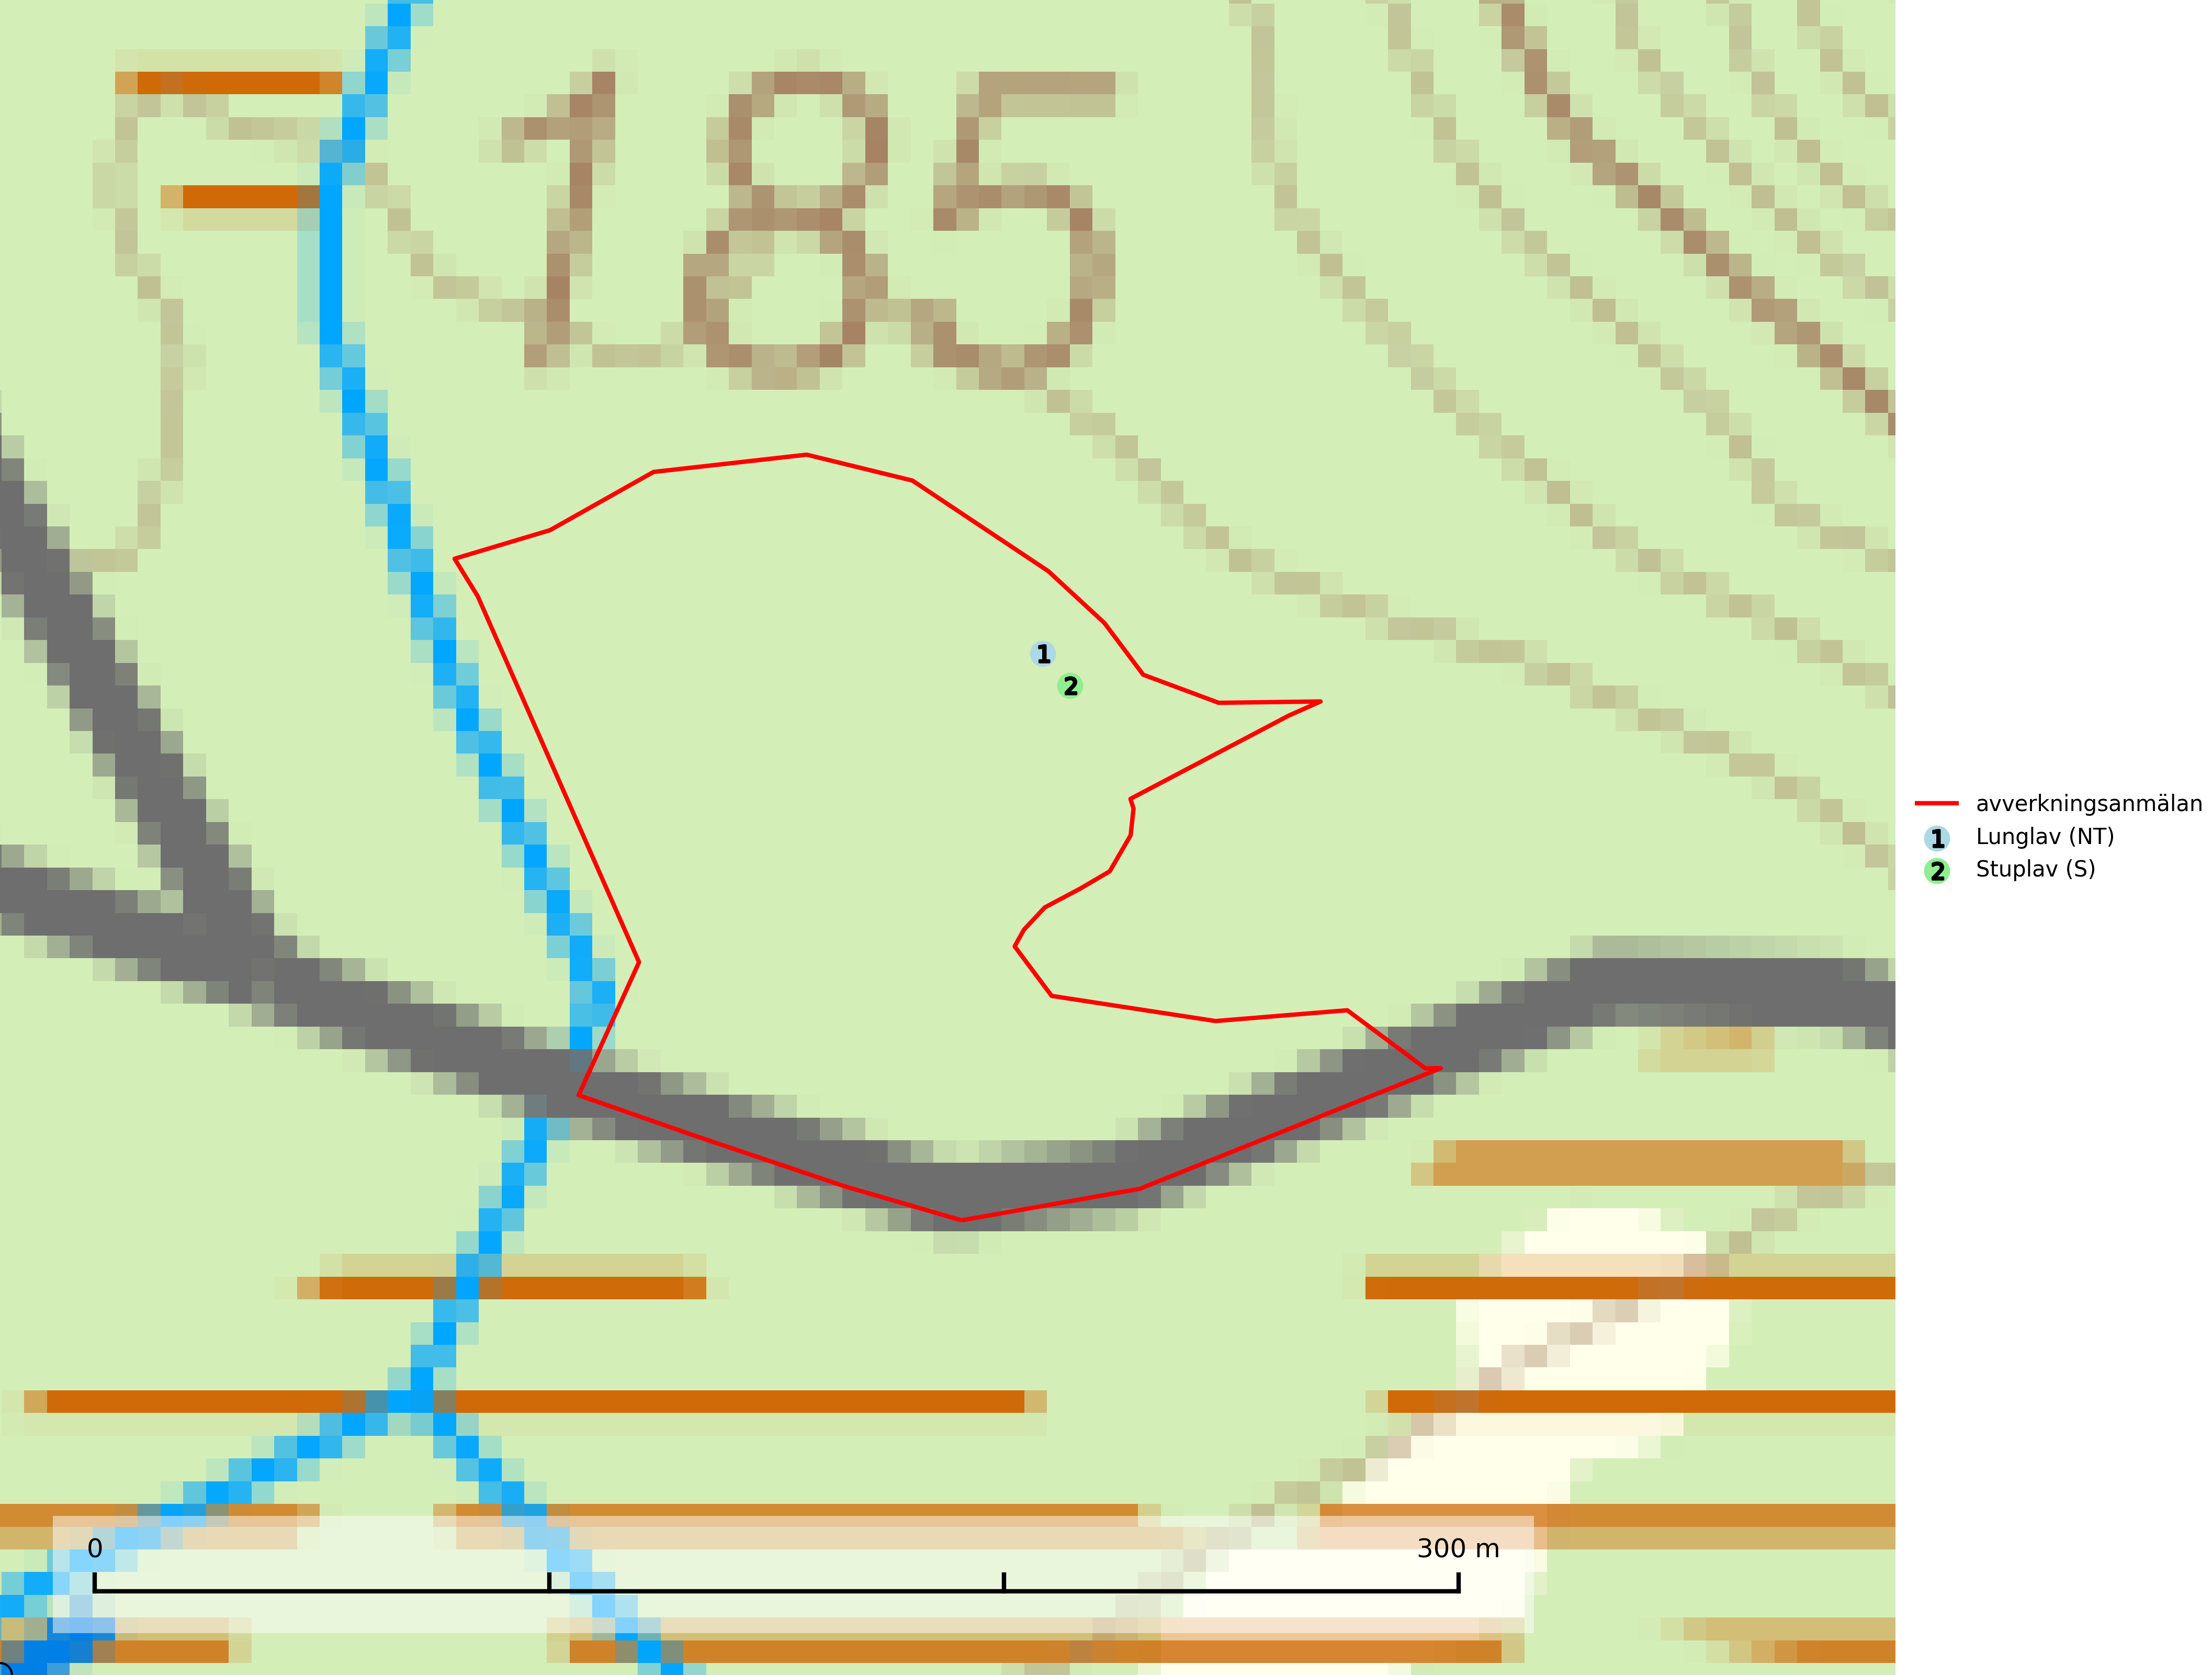 185
1
2
avverkningsanmälan
1 Lunglav (NT)
2 Stuplav (S)
0 300 m